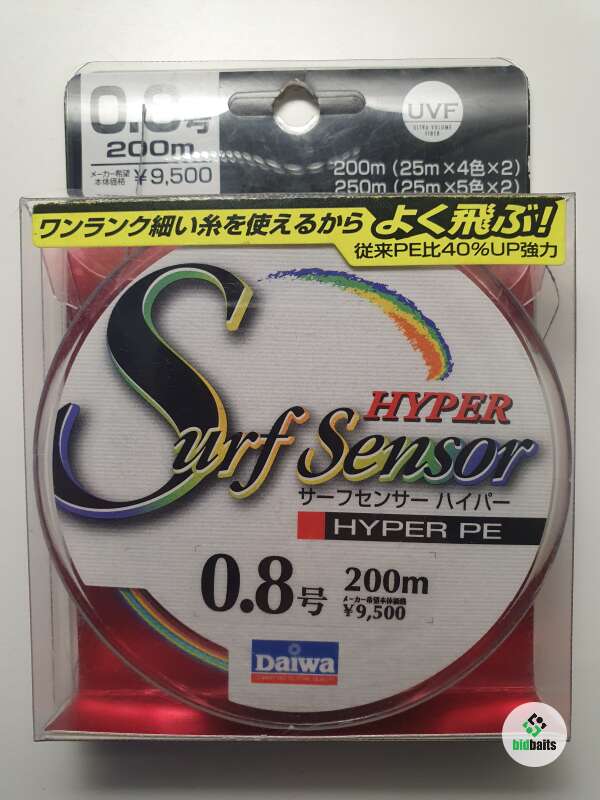 0.8号
200m
メーカー希望
本体価格 ¥9,500
UVF
ULTRA VOLUME
FIBER
200m (25m×4色×2)
250m (25m×5色×2)
ワンランク細い糸を使えるから よく飛ぶ!
従来PE比40%UP強力
HYPER
Surf Sensor
サーフセンサー ハイパー
HYPER PE
0.8号 200m
メーカー希望本体価格
¥9,500
Daiwa
bidbaits